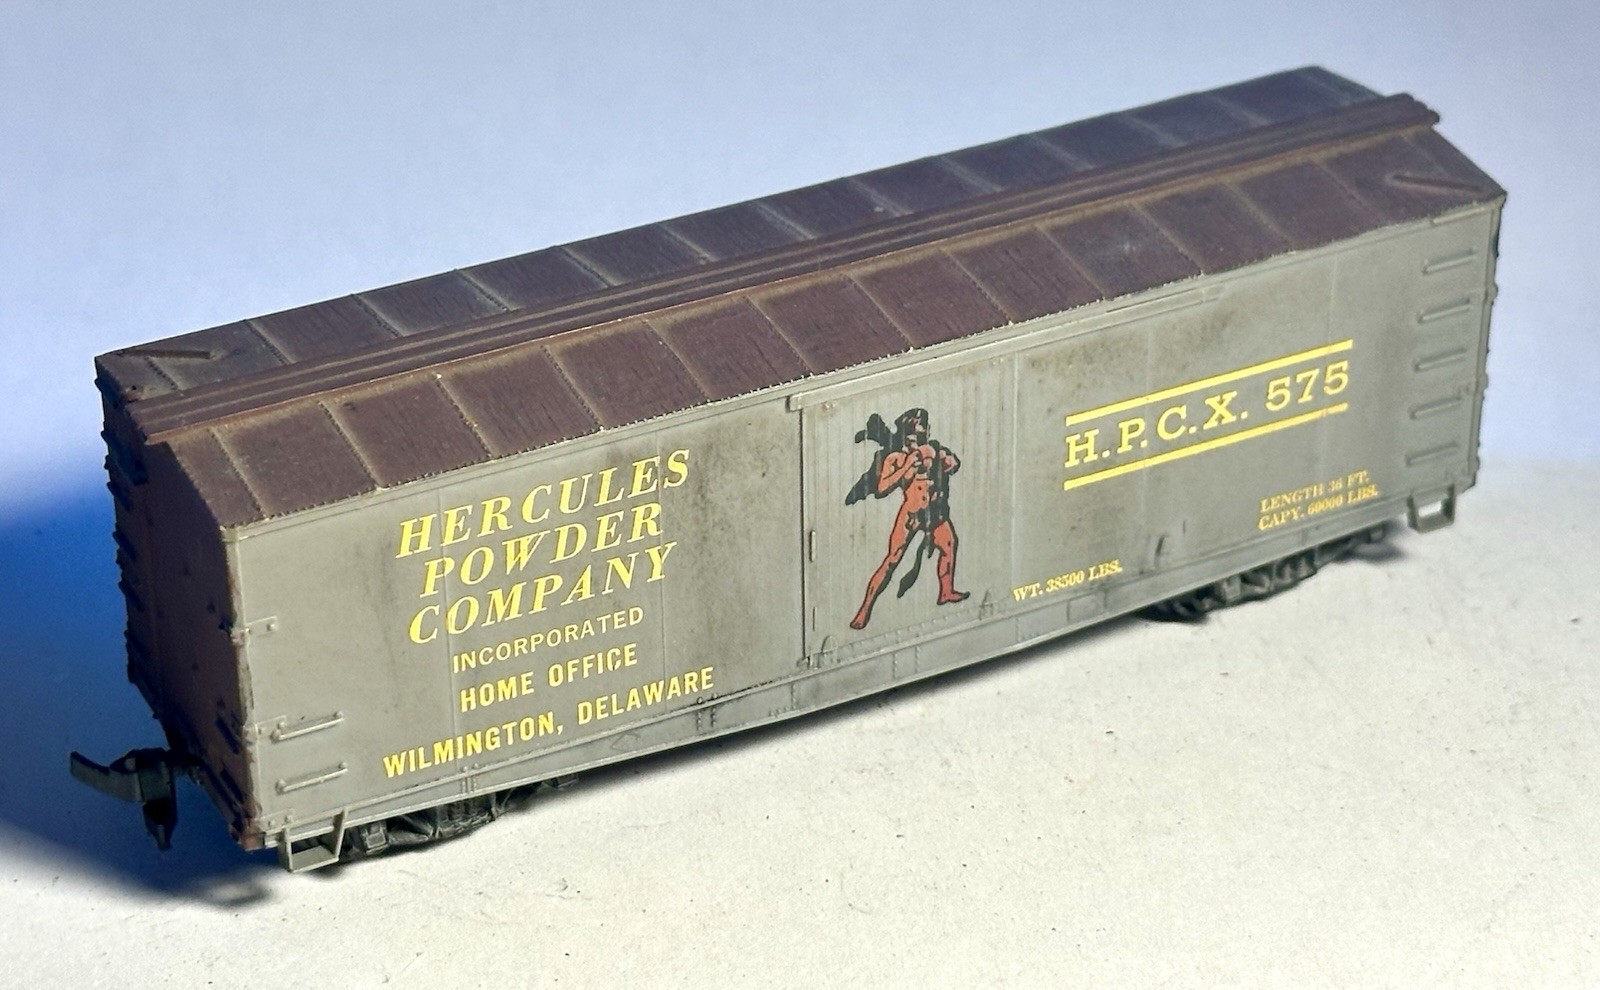 HERCULES
POWDER
COMPANY
INCORPORATED
HOME OFFICE
WILMINGTON, DELAWARE
H.P.C.X. 575
WT. 38500 LBS.
LENGTH 36 FT.
CAPY. 60000 LBS.